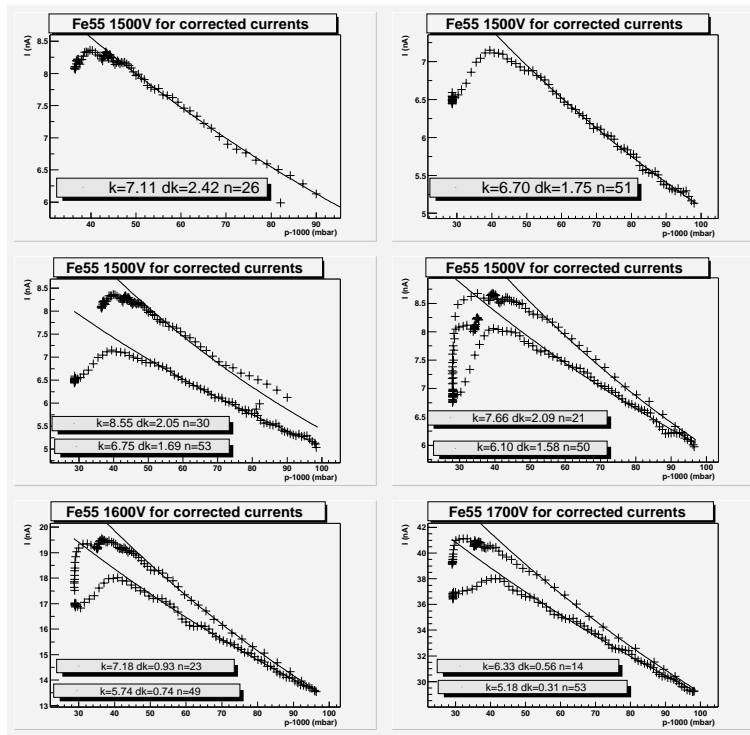 Fe55 1500V for corrected currents
I (nA)
8.5
8
7.5
7
6.5
6
k=7.11 dk=2.42 n=26
40 50 60 70 80 90
p-1000 (mbar)
Fe55 1500V for corrected currents
I (nA)
7
6.5
6
5.5
5
k=6.70 dk=1.75 n=51
30 40 50 60 70 80 90 100
p-1000 (mbar)
Fe55 1500V for corrected currents
I (nA)
8.5
8
7.5
7
6.5
6
5.5
5
k=8.55 dk=2.05 n=30
k=6.75 dk=1.69 n=53
30 40 50 60 70 80 90 100
p-1000 (mbar)
Fe55 1500V for corrected currents
I (nA)
8.5
8
7.5
7
6.5
6
k=7.66 dk=2.09 n=21
k=6.10 dk=1.58 n=50
30 40 50 60 70 80 90 100
p-1000 (mbar)
Fe55 1600V for corrected currents
I (nA)
20
19
18
17
16
15
14
13
k=7.18 dk=0.93 n=23
k=5.74 dk=0.74 n=49
30 40 50 60 70 80 90 100
p-1000 (mbar)
Fe55 1700V for corrected currents
I (nA)
42
40
38
36
34
32
30
k=6.33 dk=0.56 n=14
k=5.18 dk=0.31 n=53
30 40 50 60 70 80 90 100
p-1000 (mbar)